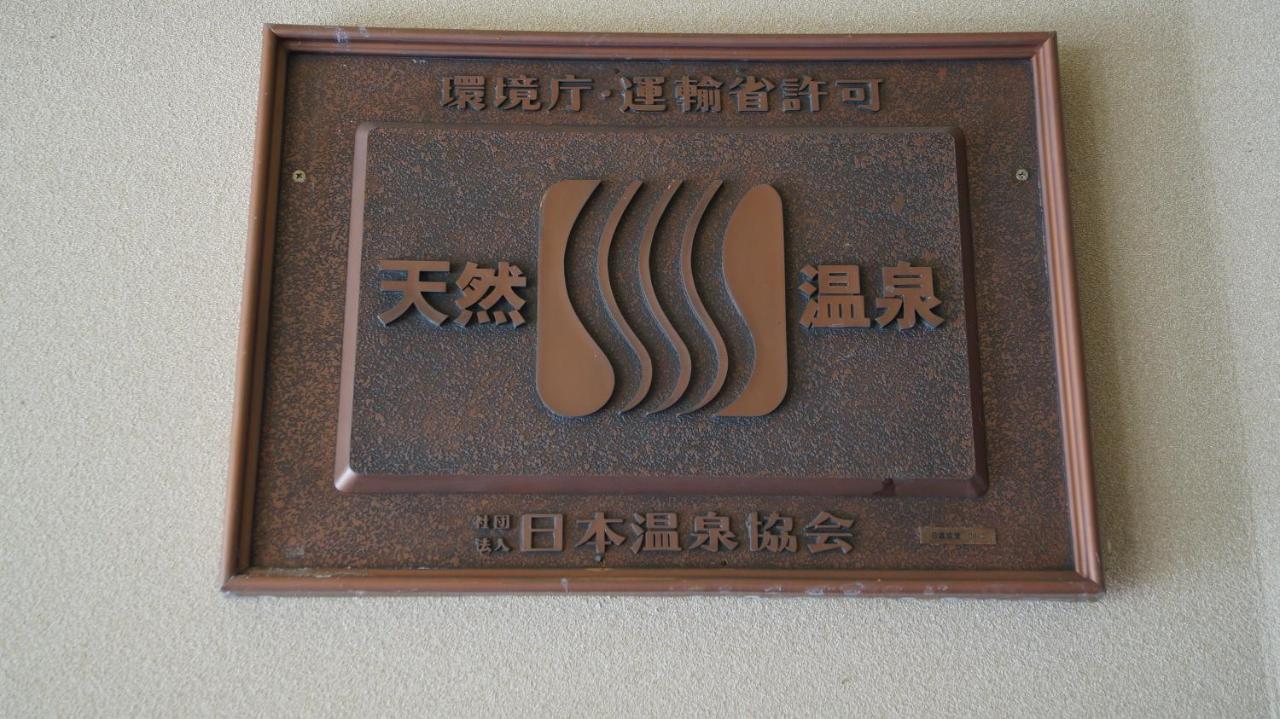 環境庁・運輸省許可
天然 温泉
社団法人 日本温泉協会